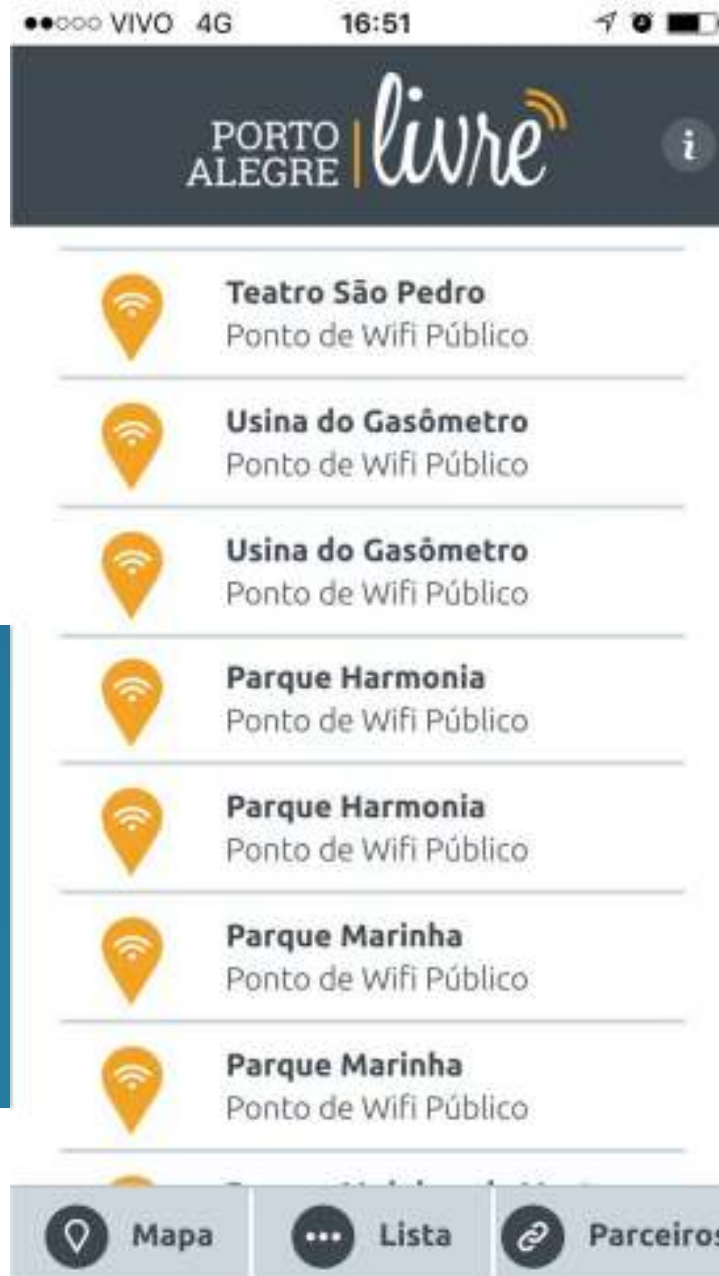 VIVO 4G 16:51
PORTO ALEGRE livre
i
Teatro São Pedro
Ponto de Wifi Público
Usina do Gasômetro
Ponto de Wifi Público
Usina do Gasômetro
Ponto de Wifi Público
Parque Harmonia
Ponto de Wifi Público
Parque Harmonia
Ponto de Wifi Público
Parque Marinha
Ponto de Wifi Público
Parque Marinha
Ponto de Wifi Público
Mapa Lista Parceiros